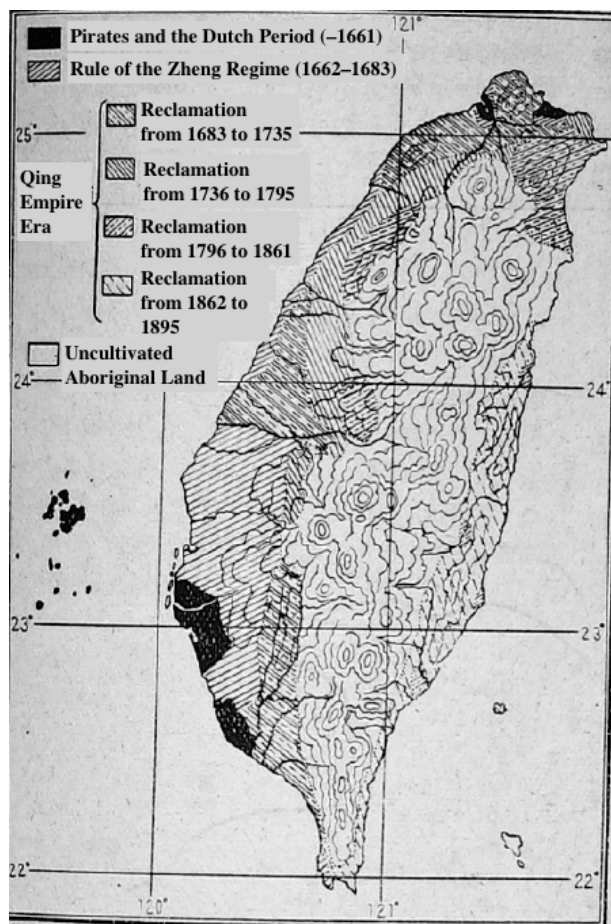 121°
Pirates and the Dutch Period (–1661)
Rule of the Zheng Regime (1662–1683)
Reclamation
from 1683 to 1735
25°
Qing
Empire
Era
Reclamation
from 1736 to 1795
Reclamation
from 1796 to 1861
Reclamation
from 1862 to
1895
Uncultivated
Aboriginal Land
24°
24°
23°
23°
22°
22°
120°
121°